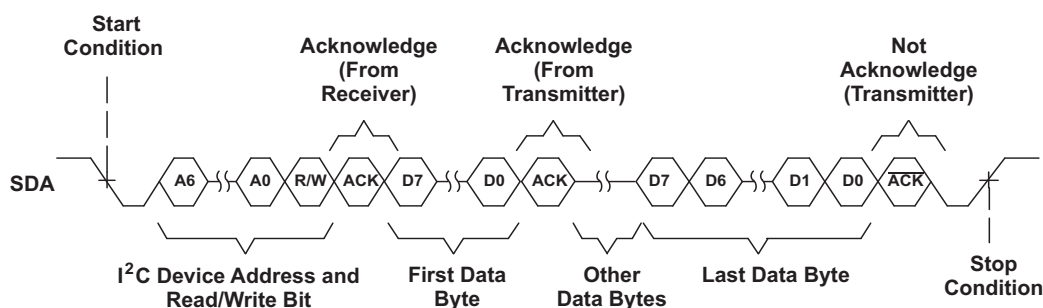 Start
Condition
Acknowledge
(From
Receiver)
Acknowledge
(From
Transmitter)
Not
Acknowledge
(Transmitter)
SDA
A6
A0
R/W
ACK
D7
D0
ACK
D7
D6
D1
D0
A̅C̅K̅
I²C Device Address and
Read/Write Bit
First Data
Byte
Other
Data Bytes
Last Data Byte
Stop
Condition